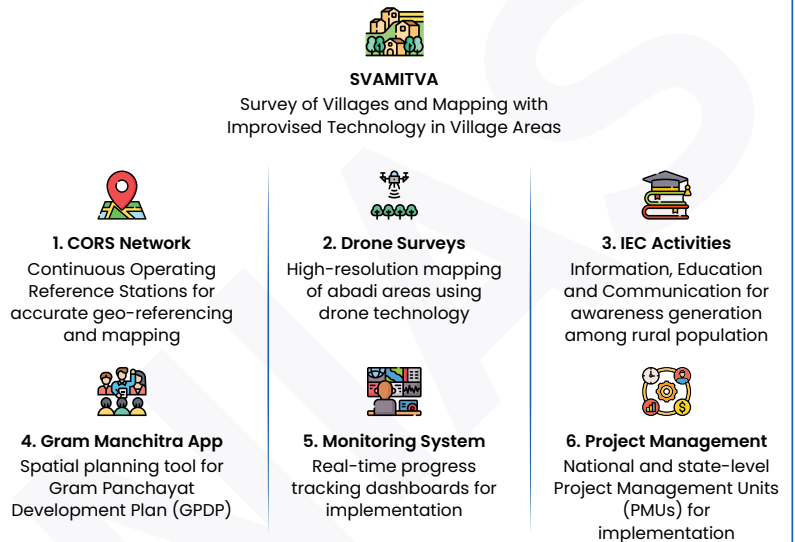 SVAMITVA
Survey of Villages and Mapping with
Improvised Technology in Village Areas
1. CORS Network
Continuous Operating
Reference Stations for
accurate geo-referencing
and mapping
2. Drone Surveys
High-resolution mapping
of abadi areas using
drone technology
3. IEC Activities
Information, Education
and Communication for
awareness generation
among rural population
4. Gram Manchitra App
Spatial planning tool for
Gram Panchayat
Development Plan (GPDP)
5. Monitoring System
Real-time progress
tracking dashboards for
implementation
6. Project Management
National and state-level
Project Management Units
(PMUs) for
implementation